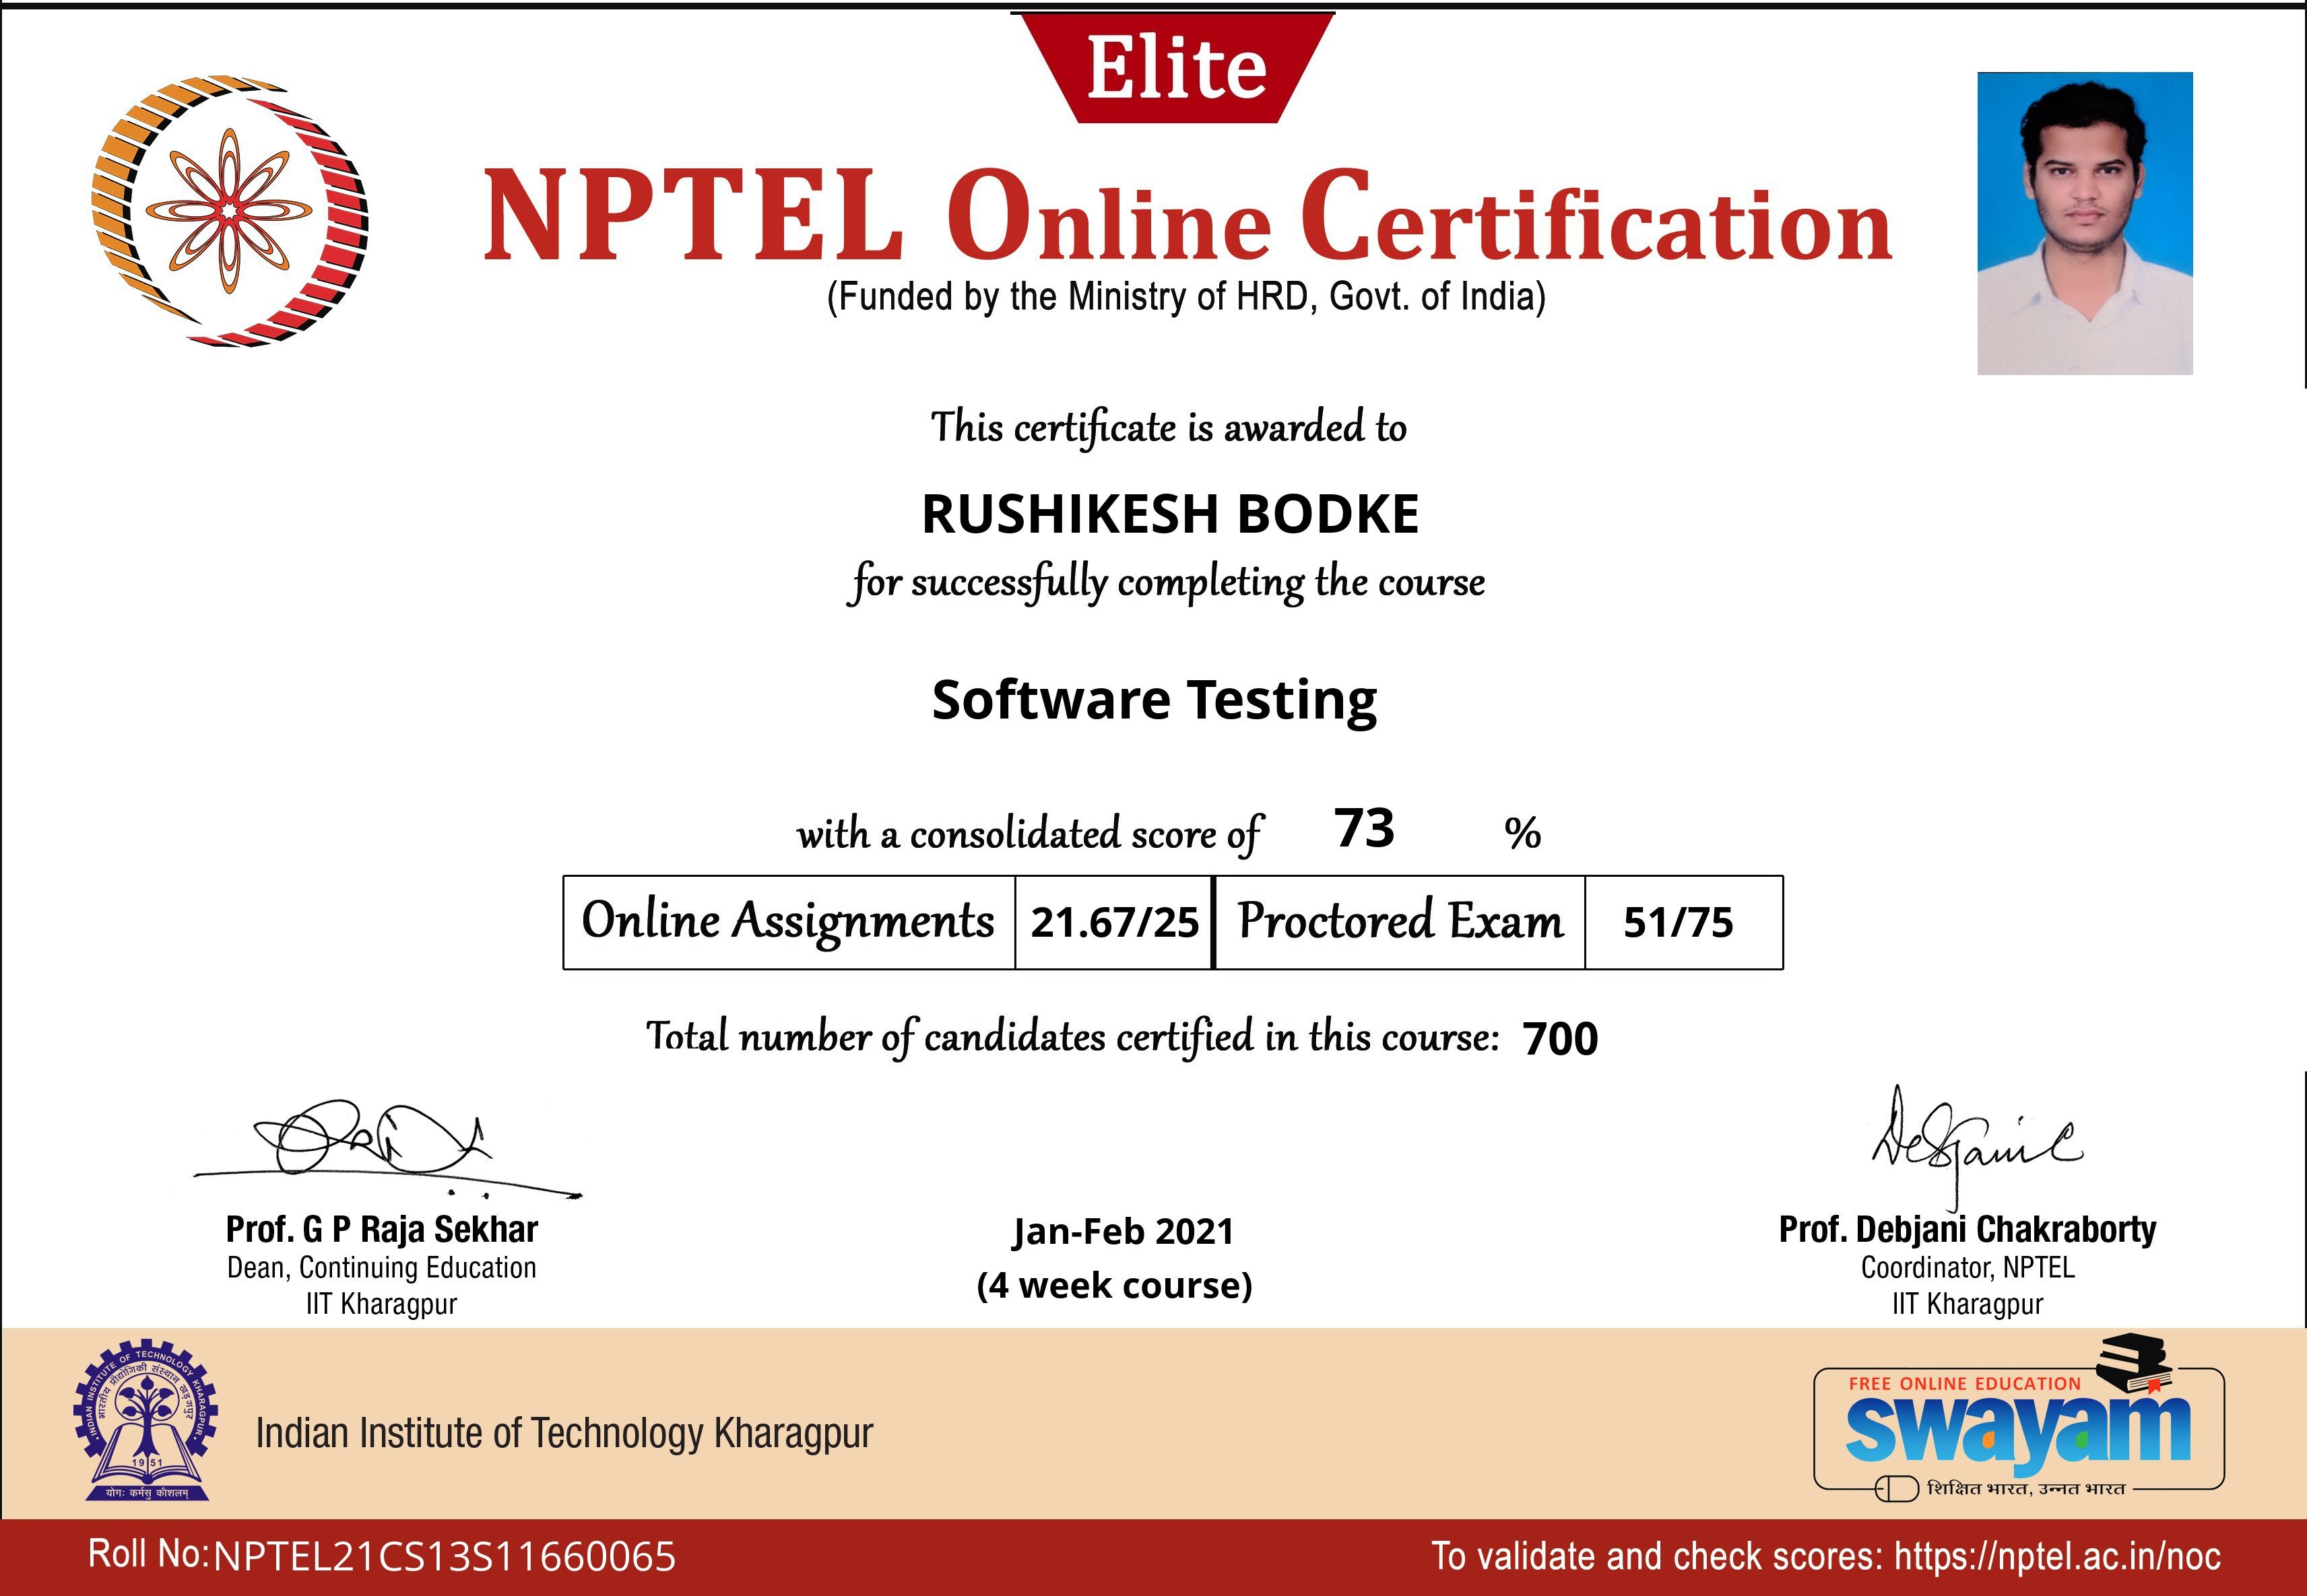 Elite
NPTEL Online Certification
(Funded by the Ministry of HRD, Govt. of India)
This certificate is awarded to
RUSHIKESH BODKE
for successfully completing the course
Software Testing
with a consolidated score of 73 %
Online Assignments 21.67/25 Proctored Exam 51/75
Total number of candidates certified in this course: 700
Prof. G P Raja Sekhar
Dean, Continuing Education
IIT Kharagpur
Jan-Feb 2021
(4 week course)
Debjani C
Prof. Debjani Chakraborty
Coordinator, NPTEL
IIT Kharagpur
INDIAN INSTITUTE OF TECHNOLOGY KHARAGPUR
भारतीय प्रौद्योगिकी संस्थान खड़गपुर
1951
योगः कर्मसु कौशलम्
Indian Institute of Technology Kharagpur
FREE ONLINE EDUCATION
swayam
शिक्षित भारत, उन्नत भारत
Roll No:NPTEL21CS13S11660065
To validate and check scores: https://nptel.ac.in/noc